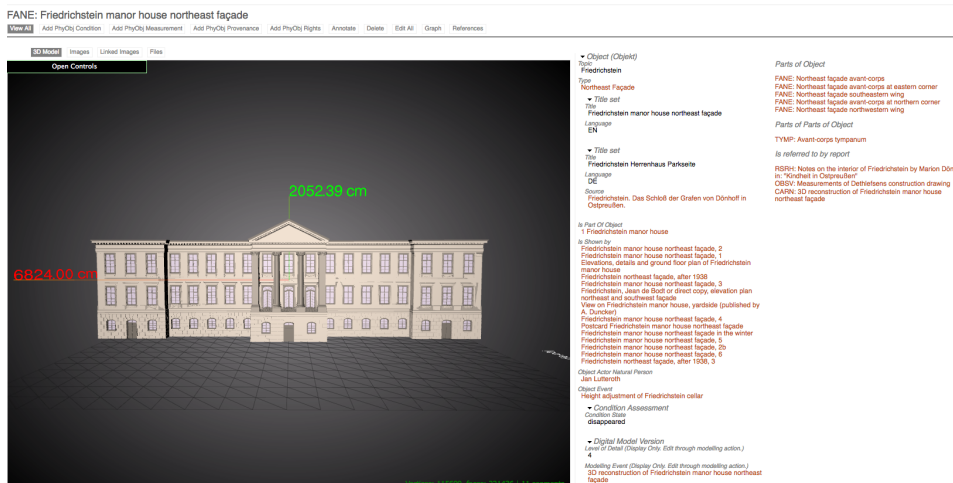 FANE: Friedrichstein manor house northeast façade
View All Add PhyObj Condition Add PhyObj Measurement Add PhyObj Provenance Add PhyObj Rights Annotate Delete Edit All Graph References
3D Model Images Linked Images Files
Open Controls
2052.39 cm
6824.00 cm
Object (Objekt)
Topic
Friedrichstein
Type
Northeast Façade
Title set
Title
Friedrichstein manor house northeast façade
Language
EN
Title set
Title
Friedrichstein Herrenhaus Parkseite
Language
DE
Source
Friedrichstein. Das Schloß der Grafen von Dönhoff in
Ostpreußen.
Is Part Of Object
1 Friedrichstein manor house
Is Shown by
Friedrichstein manor house northeast façade, 2
Friedrichstein manor house northeast façade, 1
Elevations, details and ground floor plan of Friedrichstein
manor house
Friedrichstein northeast façade, after 1938
Friedrichstein manor house northeast façade, 3
Friedrichstein, Jean de Bodt or direct copy, elevation plan
northeast and southwest façade
View on Friedrichstein manor house, yardside (published by
A. Duncker)
Friedrichstein manor house northeast façade, 4
Postcard Friedrichstein manor house northeast façade
Friedrichstein manor house northeast façade in the winter
Friedrichstein manor house northeast façade, 5
Friedrichstein manor house northeast façade, 2b
Friedrichstein manor house northeast façade, 6
Friedrichstein northeast façade, after 1938, 3
Object Actor Natural Person
Jan Lutteroth
Object Event
Height adjustment of Friedrichstein cellar
Condition Assessment
Condition State
disappeared
Digital Model Version
Level of Detail (Display Only. Edit through modelling action.)
4
Modelling Event (Display Only. Edit through modelling action.)
3D reconstruction of Friedrichstein manor house northeast
façade
Parts of Object
FANE: Northeast façade avant-corps
FANE: Northeast façade avant-corps at eastern corner
FANE: Northeast façade southeastern wing
FANE: Northeast façade avant-corps at northern corner
FANE: Northeast façade northwestern wing
Parts of Parts of Object
TYMP: Avant-corps tympanum
Is referred to by report
RSRH: Notes on the interior of Friedrichstein by Marion Dön
in: "Kindheit in Ostpreußen"
OBSV: Measurements of Dethlefsens construction drawing
CARN: 3D reconstruction of Friedrichstein manor house
northeast façade